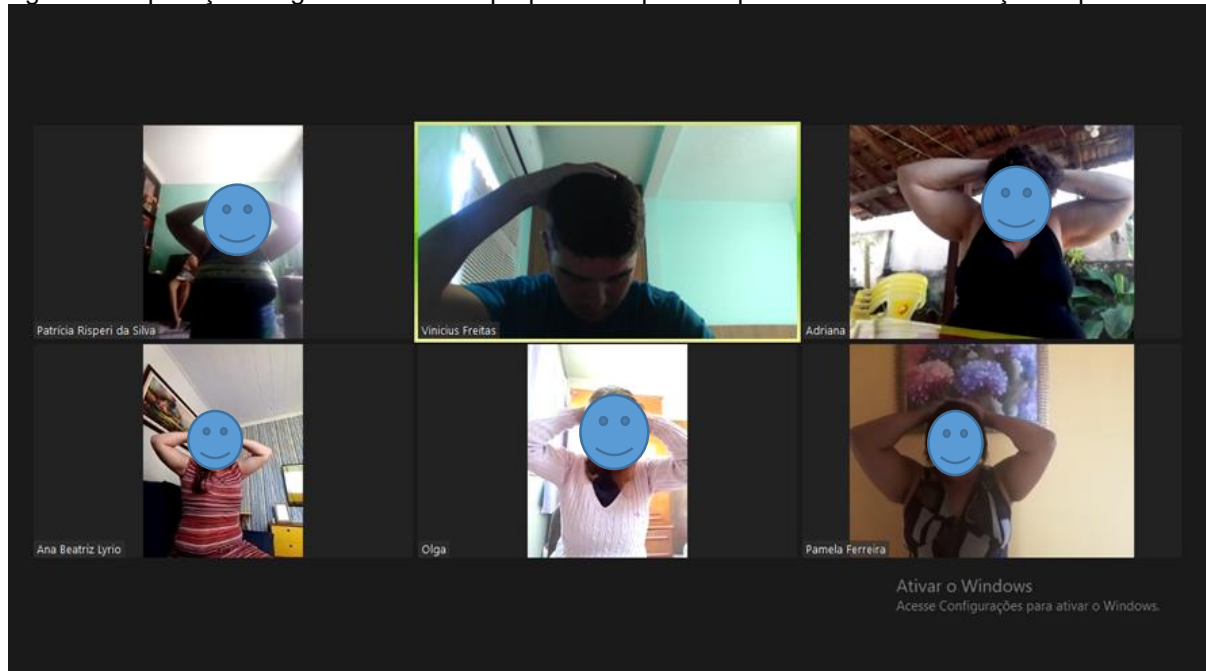 Patrícia Risperi da Silva
Vinicius Freitas
Adriana
Ana Beatriz Lyrio
Olga
Pamela Ferreira
Ativar o Windows
Acesse Configurações para ativar o Windows.